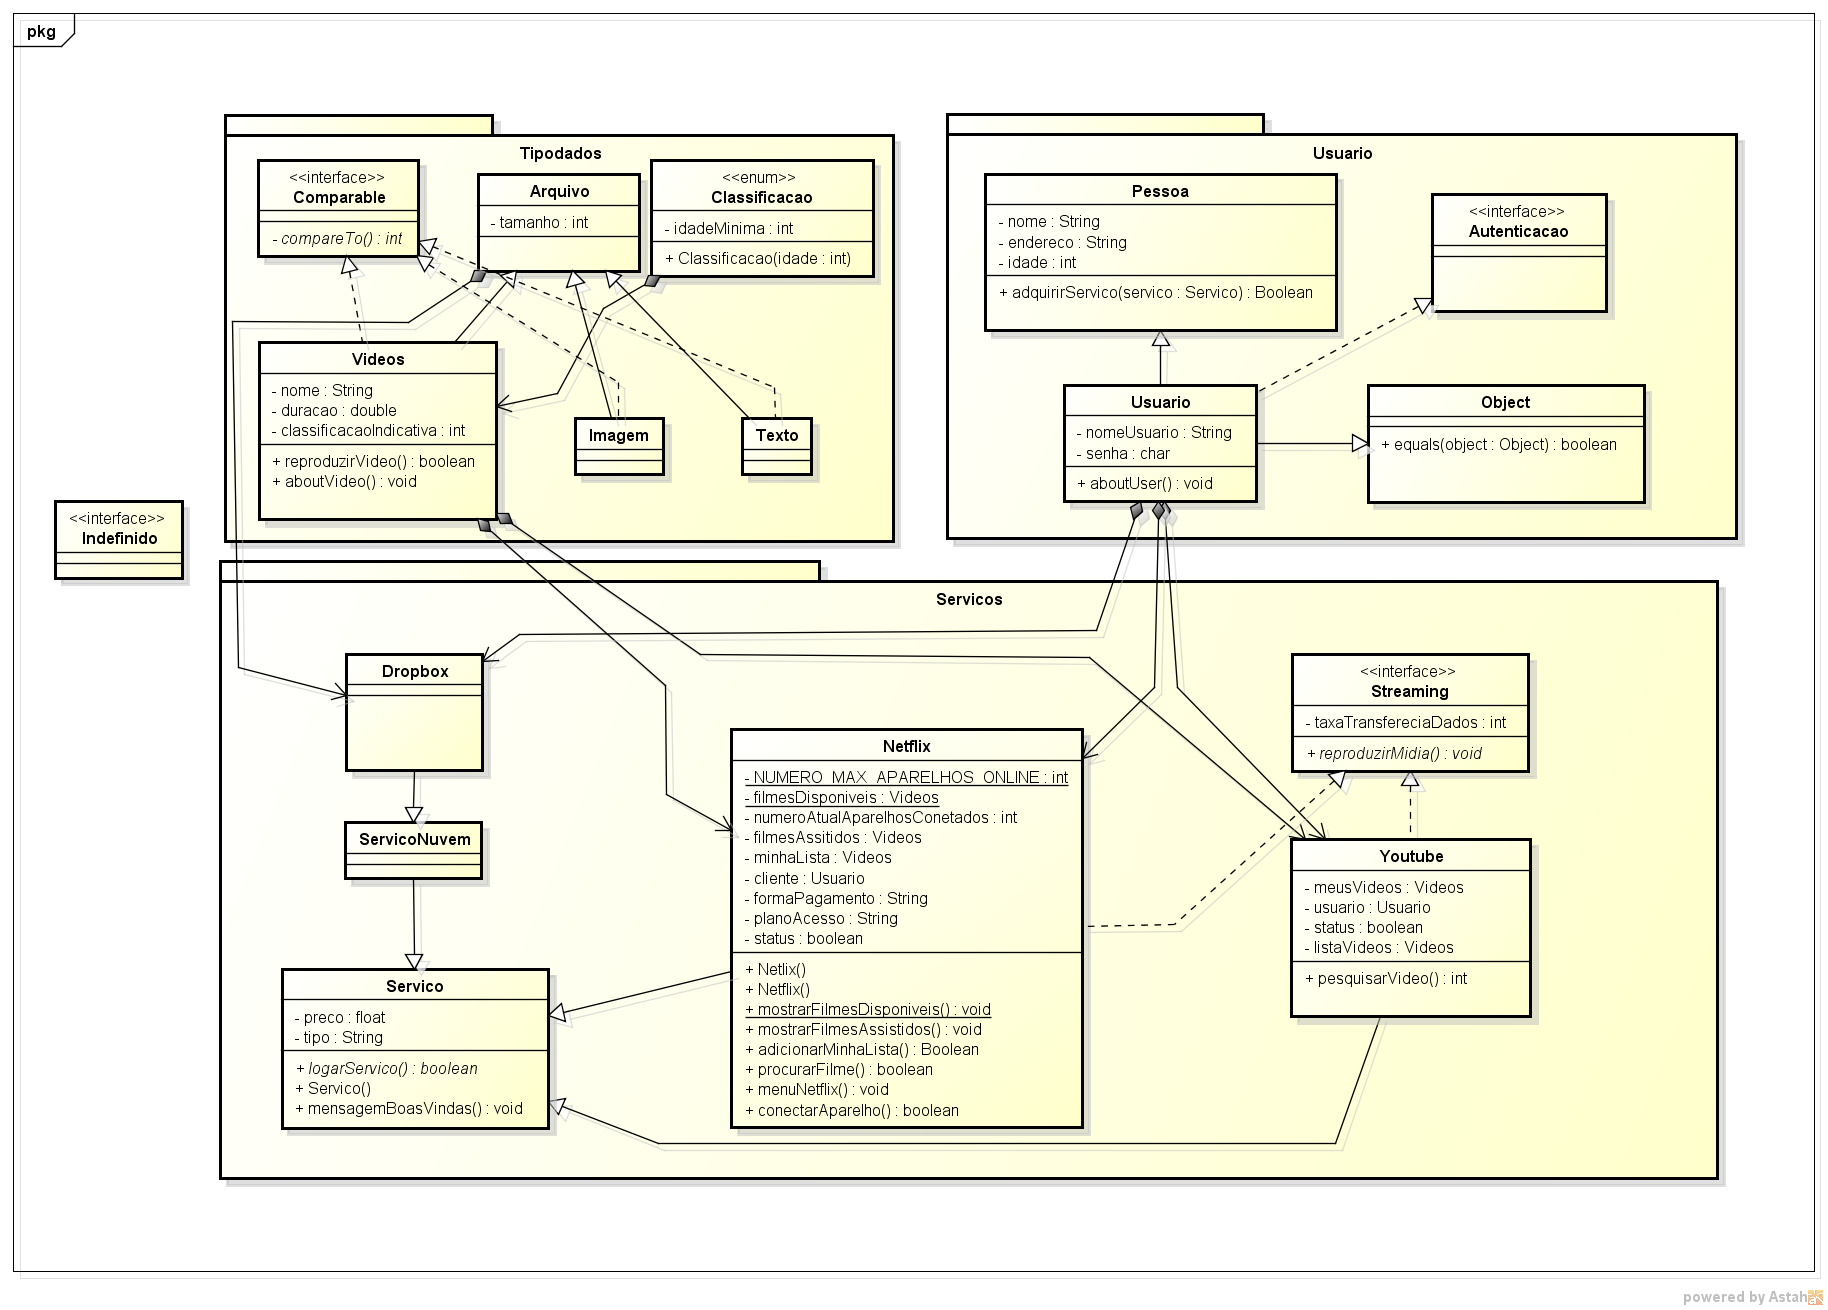 pkg
Tipodados
<<interface>>
Comparable
- compareTo() : int
Arquivo
- tamanho : int
<<enum>>
Classificacao
- idadeMinima : int
+ Classificacao(idade : int)
Videos
- nome : String
- duracao : double
- classificacaoIndicativa : int
+ reproduzirVideo() : boolean
+ aboutVideo() : void
Imagem
Texto
Usuario
Pessoa
- nome : String
- endereco : String
- idade : int
+ adquirirServico(servico : Servico) : Boolean
<<interface>>
Autenticacao
Usuario
- nomeUsuario : String
- senha : char
+ aboutUser() : void
Object
+ equals(object : Object) : boolean
<<interface>>
Indefinido
Servicos
Dropbox
ServicoNuvem
Servico
- preco : float
- tipo : String
+ logarServico() : boolean
+ Servico()
+ mensagemBoasVindas() : void
Netflix
- NUMERO_MAX_APARELHOS_ONLINE : int
- filmesDisponiveis : Videos
- numeroAtualAparelhosConetados : int
- filmesAssitidos : Videos
- minhaLista : Videos
- cliente : Usuario
- formaPagamento : String
- planoAcesso : String
- status : boolean
+ Netlix()
+ Netflix()
+ mostrarFilmesDisponiveis() : void
+ mostrarFilmesAssistidos() : void
+ adicionarMinhaLista() : Boolean
+ procurarFilme() : boolean
+ menuNetflix() : void
+ conectarAparelho() : boolean
<<interface>>
Streaming
- taxaTransfereciaDados : int
+ reproduzirMidia() : void
Youtube
- meusVideos : Videos
- usuario : Usuario
- status : boolean
- listaVideos : Videos
+ pesquisarVideo() : int
powered by Astah